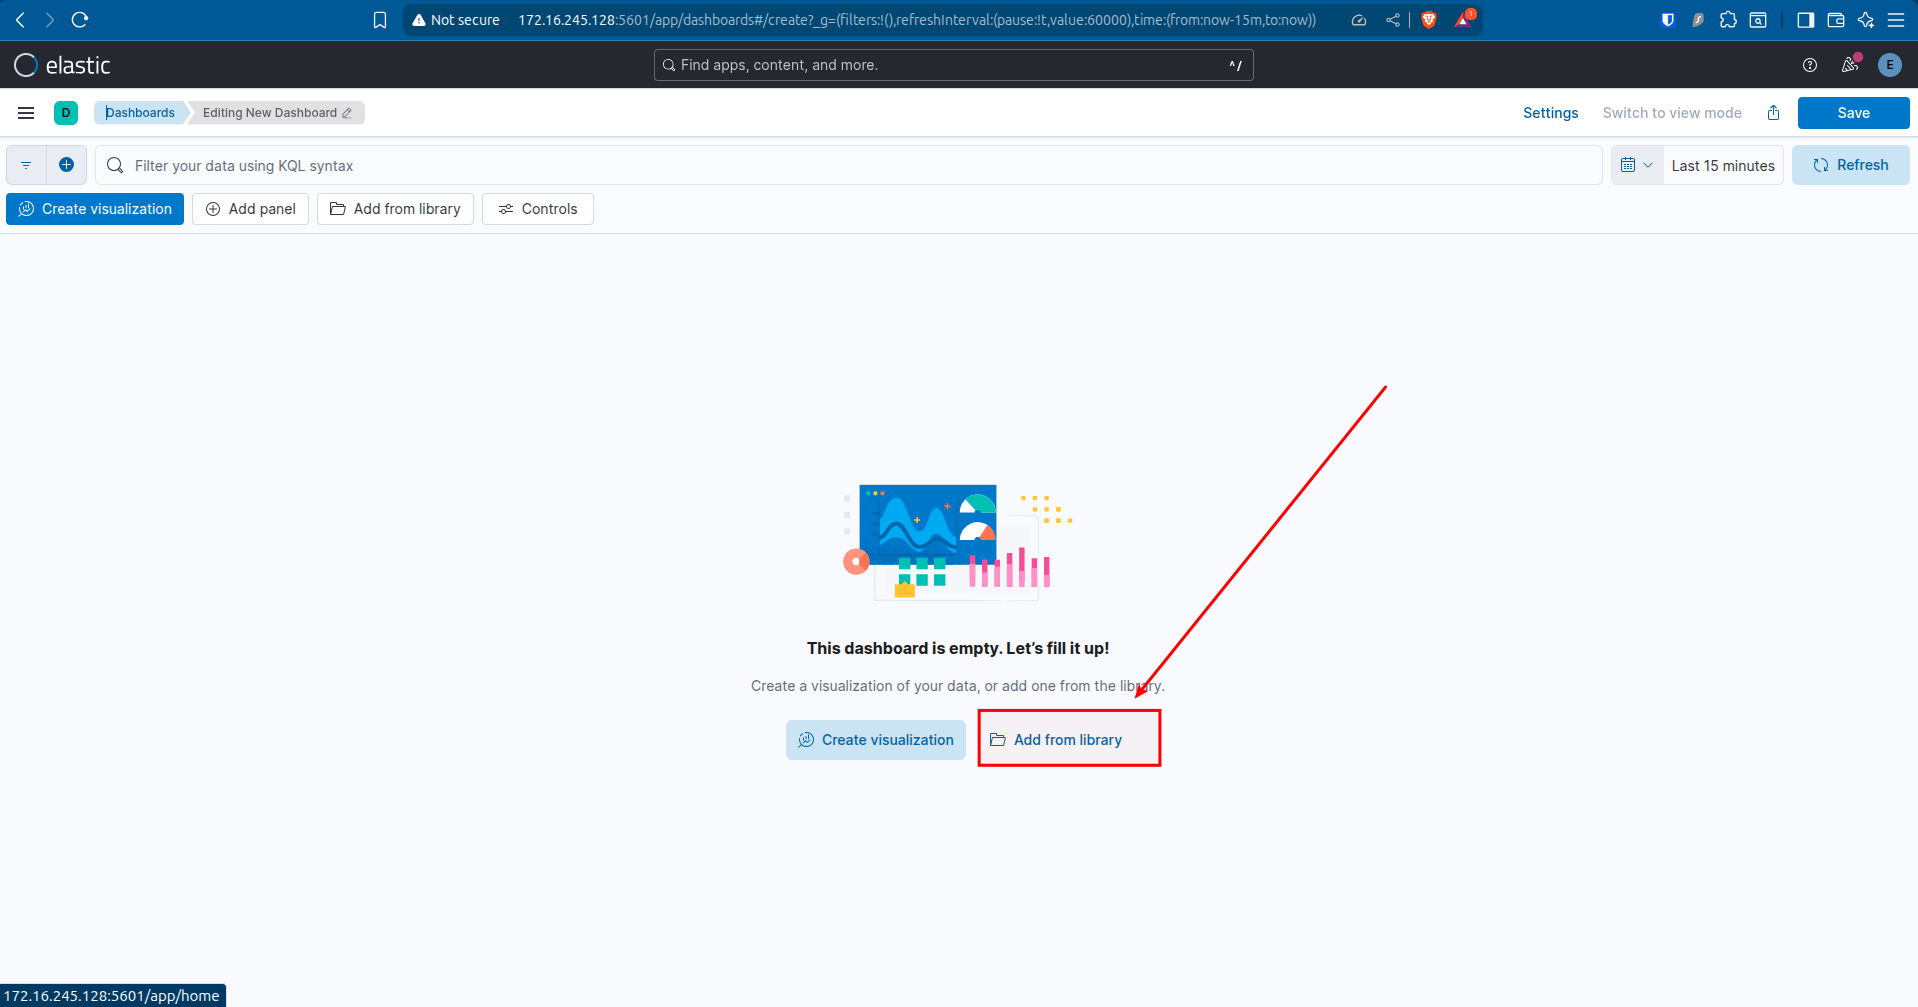 Not secure 172.16.245.128:5601/app/dashboards#/create?_g=(filters:!(),refreshInterval:(pause:!t,value:60000),time:(from:now-15m,to:now)) 1
elastic Find apps, content, and more. ^/ E
D Dashboards Editing New Dashboard Settings Switch to view mode Save
Filter your data using KQL syntax Last 15 minutes Refresh
Create visualization Add panel Add from library Controls
This dashboard is empty. Let's fill it up!
Create a visualization of your data, or add one from the library.
Create visualization Add from library
172.16.245.128:5601/app/home